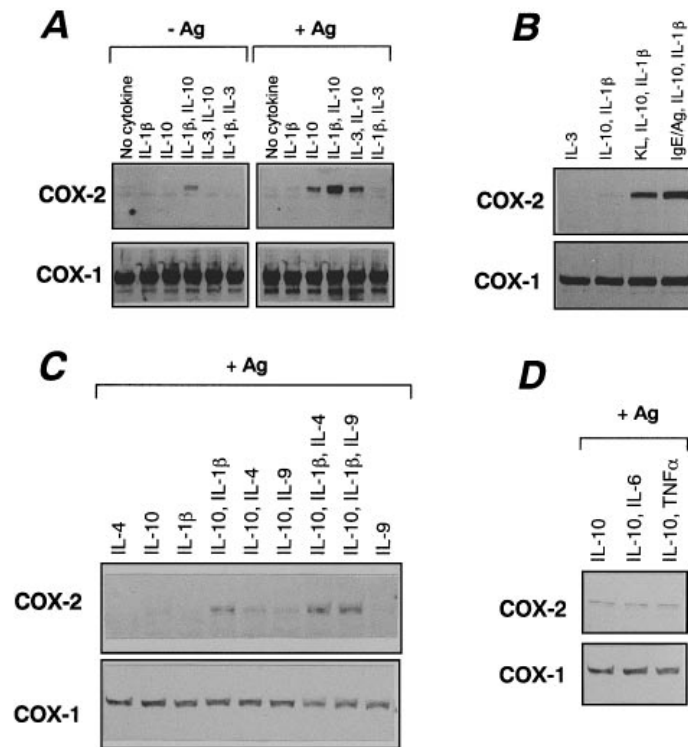 A
- Ag
+ Ag
No cytokine
IL-1β
IL-10
IL-1β, IL-10
IL-3, IL-10
IL-1β, IL-3
No cytokine
IL-1β
IL-10
IL-1β, IL-10
IL-3, IL-10
IL-1β, IL-3
COX-2
COX-1
B
IL-3
IL-10, IL-1β
KL, IL-10, IL-1β
IgE/Ag, IL-10, IL-1β
COX-2
COX-1
C
+ Ag
IL-4
IL-10
IL-1β
IL-10, IL-1β
IL-10, IL-4
IL-10, IL-9
IL-10, IL-1β, IL-4
IL-10, IL-1β, IL-9
IL-9
COX-2
COX-1
D
+ Ag
IL-10
IL-10, IL-6
IL-10, TNFα
COX-2
COX-1